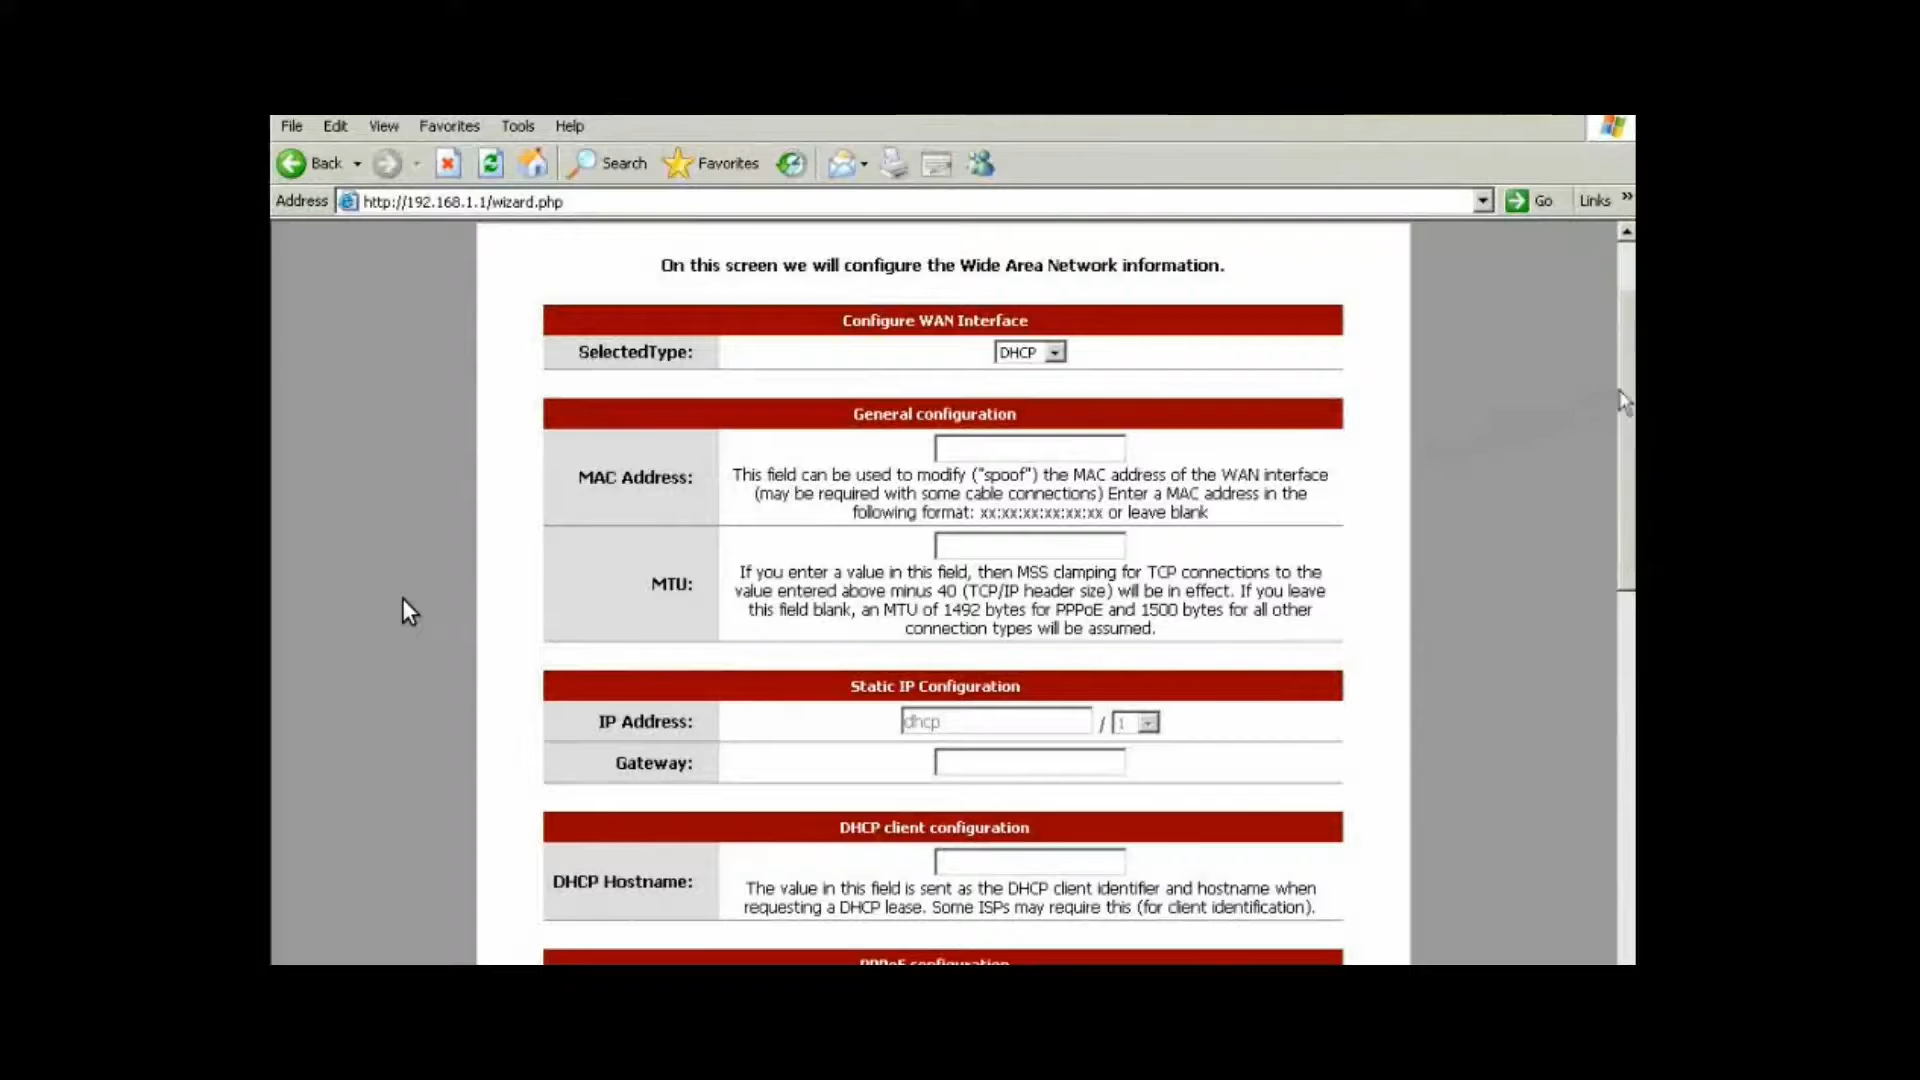 File Edit View Favorites Tools Help
Back Search Favorites
Address http://192.168.1.1/wizard.php Go Links »
On this screen we will configure the Wide Area Network information.
Configure WAN Interface
SelectedType: DHCP
General configuration
MAC Address:
This field can be used to modify ("spoof") the MAC address of the WAN interface
(may be required with some cable connections) Enter a MAC address in the
following format: xx:xx:xx:xx:xx:xx or leave blank
MTU:
If you enter a value in this field, then MSS clamping for TCP connections to the
value entered above minus 40 (TCP/IP header size) will be in effect. If you leave
this field blank, an MTU of 1492 bytes for PPPoE and 1500 bytes for all other
connection types will be assumed.
Static IP Configuration
IP Address: dhcp / 1
Gateway:
DHCP client configuration
DHCP Hostname:
The value in this field is sent as the DHCP client identifier and hostname when
requesting a DHCP lease. Some ISPs may require this (for client identification).
PPPoE configuration